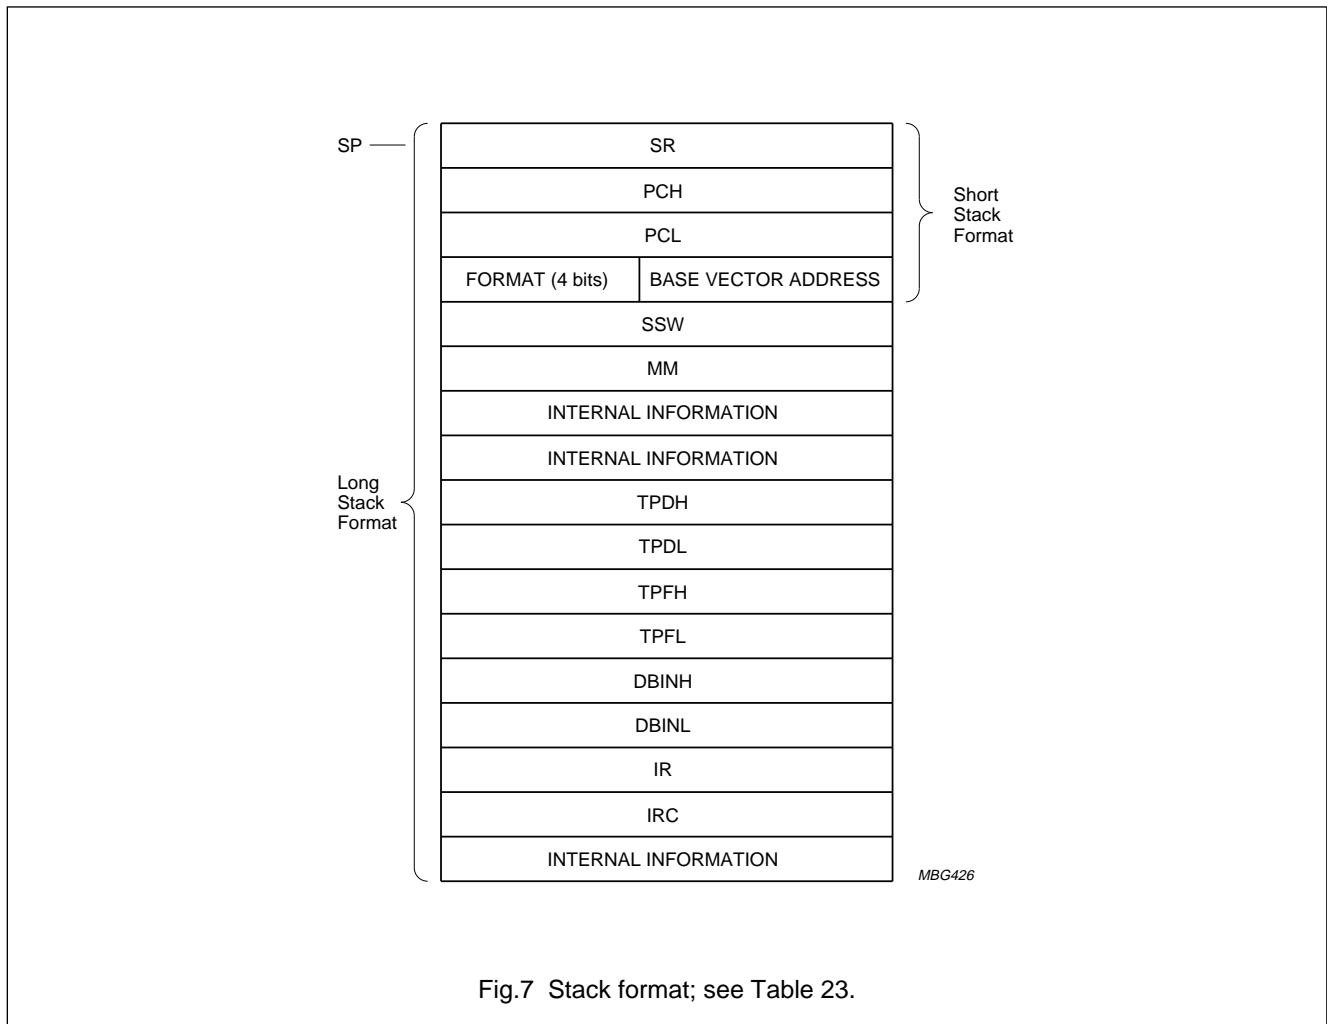 SP
SR
PCH
PCL
Short
Stack
Format
FORMAT (4 bits) BASE VECTOR ADDRESS
SSW
MM
INTERNAL INFORMATION
INTERNAL INFORMATION
Long
Stack
Format
TPDH
TPDL
TPFH
TPFL
DBINH
DBINL
IR
IRC
INTERNAL INFORMATION
MBG426
Fig.7 Stack format; see Table 23.